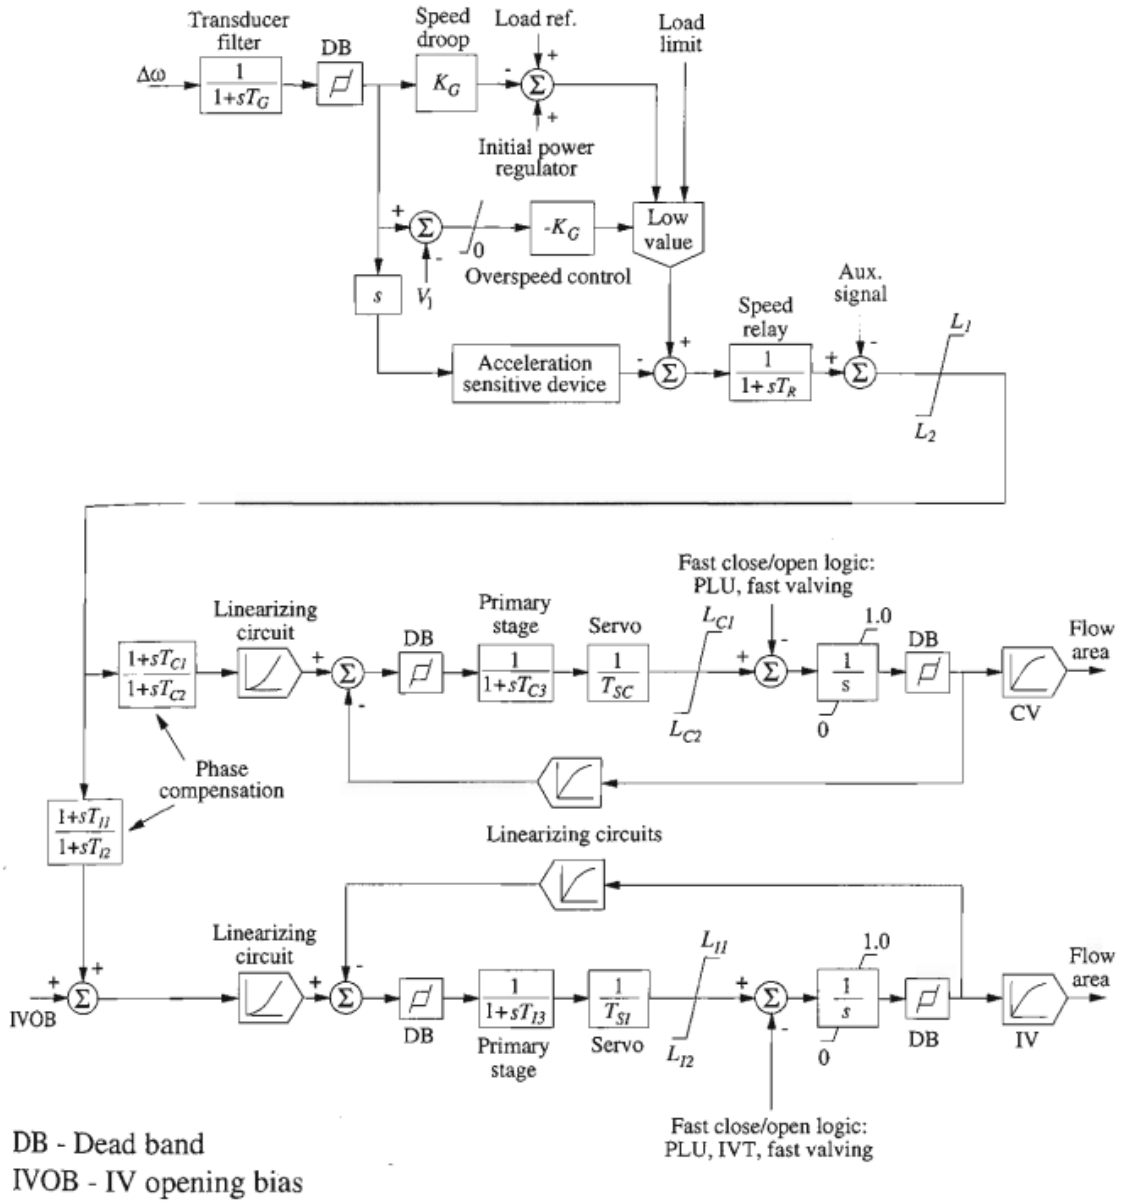 Transducer
filter
Speed
droop
Load ref.
Load
limit
DB
Δω
1
1+sT_G
K_G
-
+
Σ
+
Initial power
regulator
+
Σ
-
V_1
0
-K_G
Low
value
Overspeed control
s
Acceleration
sensitive device
-
+
Σ
Speed
relay
1
1+sT_R
Aux.
signal
+
-
Σ
L_1
L_2
Fast close/open logic:
PLU, fast valving
Linearizing
circuit
1+sT_C1
1+sT_C2
+
Σ
-
DB
Primary
stage
1
1+sT_C3
Servo
1
T_SC
L_C1
L_C2
+
-
Σ
1.0
1
s
0
DB
CV
Flow
area
Phase
compensation
1+sT_I1
1+sT_I2
Linearizing circuits
IVOB
+
+
Σ
Linearizing
circuit
+
-
Σ
DB
1
1+sT_I3
Primary
stage
1
T_SI
Servo
L_I1
L_I2
+
-
Σ
1.0
1
s
0
DB
IV
Flow
area
Fast close/open logic:
PLU, IVT, fast valving
DB - Dead band
IVOB - IV opening bias